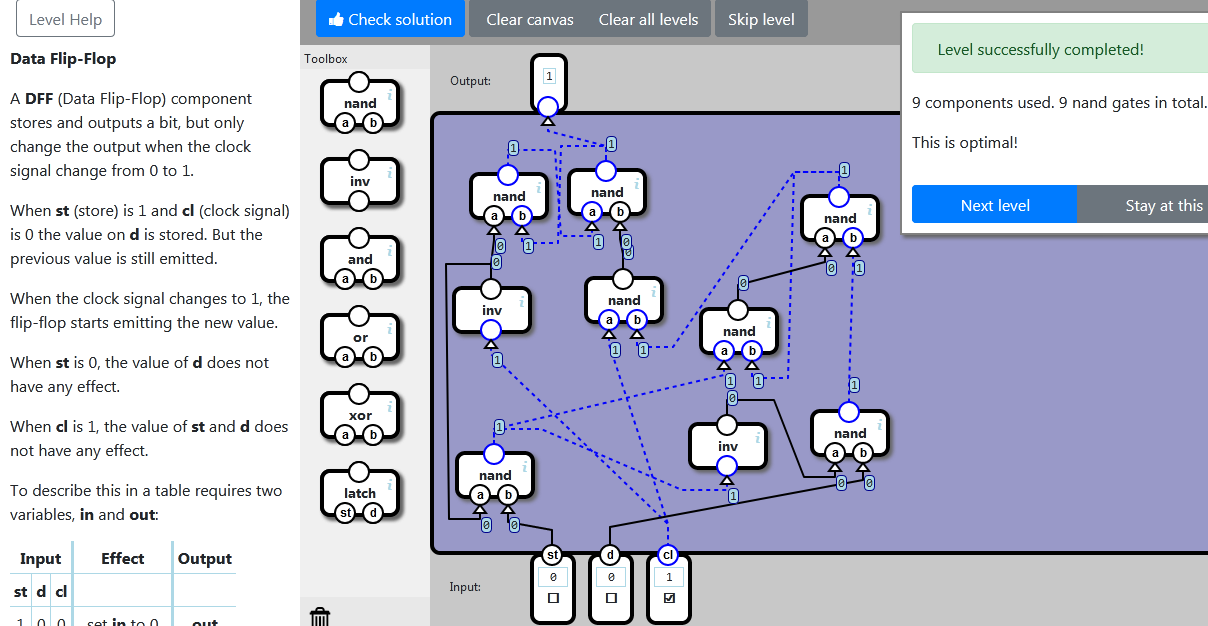 Level Help
Check solution
Clear canvas
Clear all levels
Skip level
Data Flip-Flop
A DFF (Data Flip-Flop) component
stores and outputs a bit, but only
change the output when the clock
signal change from 0 to 1.
When st (store) is 1 and cl (clock signal)
is 0 the value on d is stored. But the
previous value is still emitted.
When the clock signal changes to 1, the
flip-flop starts emitting the new value.
When st is 0, the value of d does not
have any effect.
When cl is 1, the value of st and d does
not have any effect.
To describe this in a table requires two
variables, in and out:
Input Effect Output
st d cl
1 0 0 set in to 0 out
Toolbox
nand
a b
inv
and
a b
or
a b
xor
a b
latch
st d
Output:
1
1
1
nand
a b
0 1
nand
a b
1 0
1
nand
a b
0 1
0
0
inv
1
nand
a b
1 1
0
nand
a b
1 1
0
inv
1
1
nand
a b
0 0
1
nand
a b
0 0
Input:
st d cl
0 0 1
Level successfully completed!
9 components used. 9 nand gates in total.
This is optimal!
Next level
Stay at this